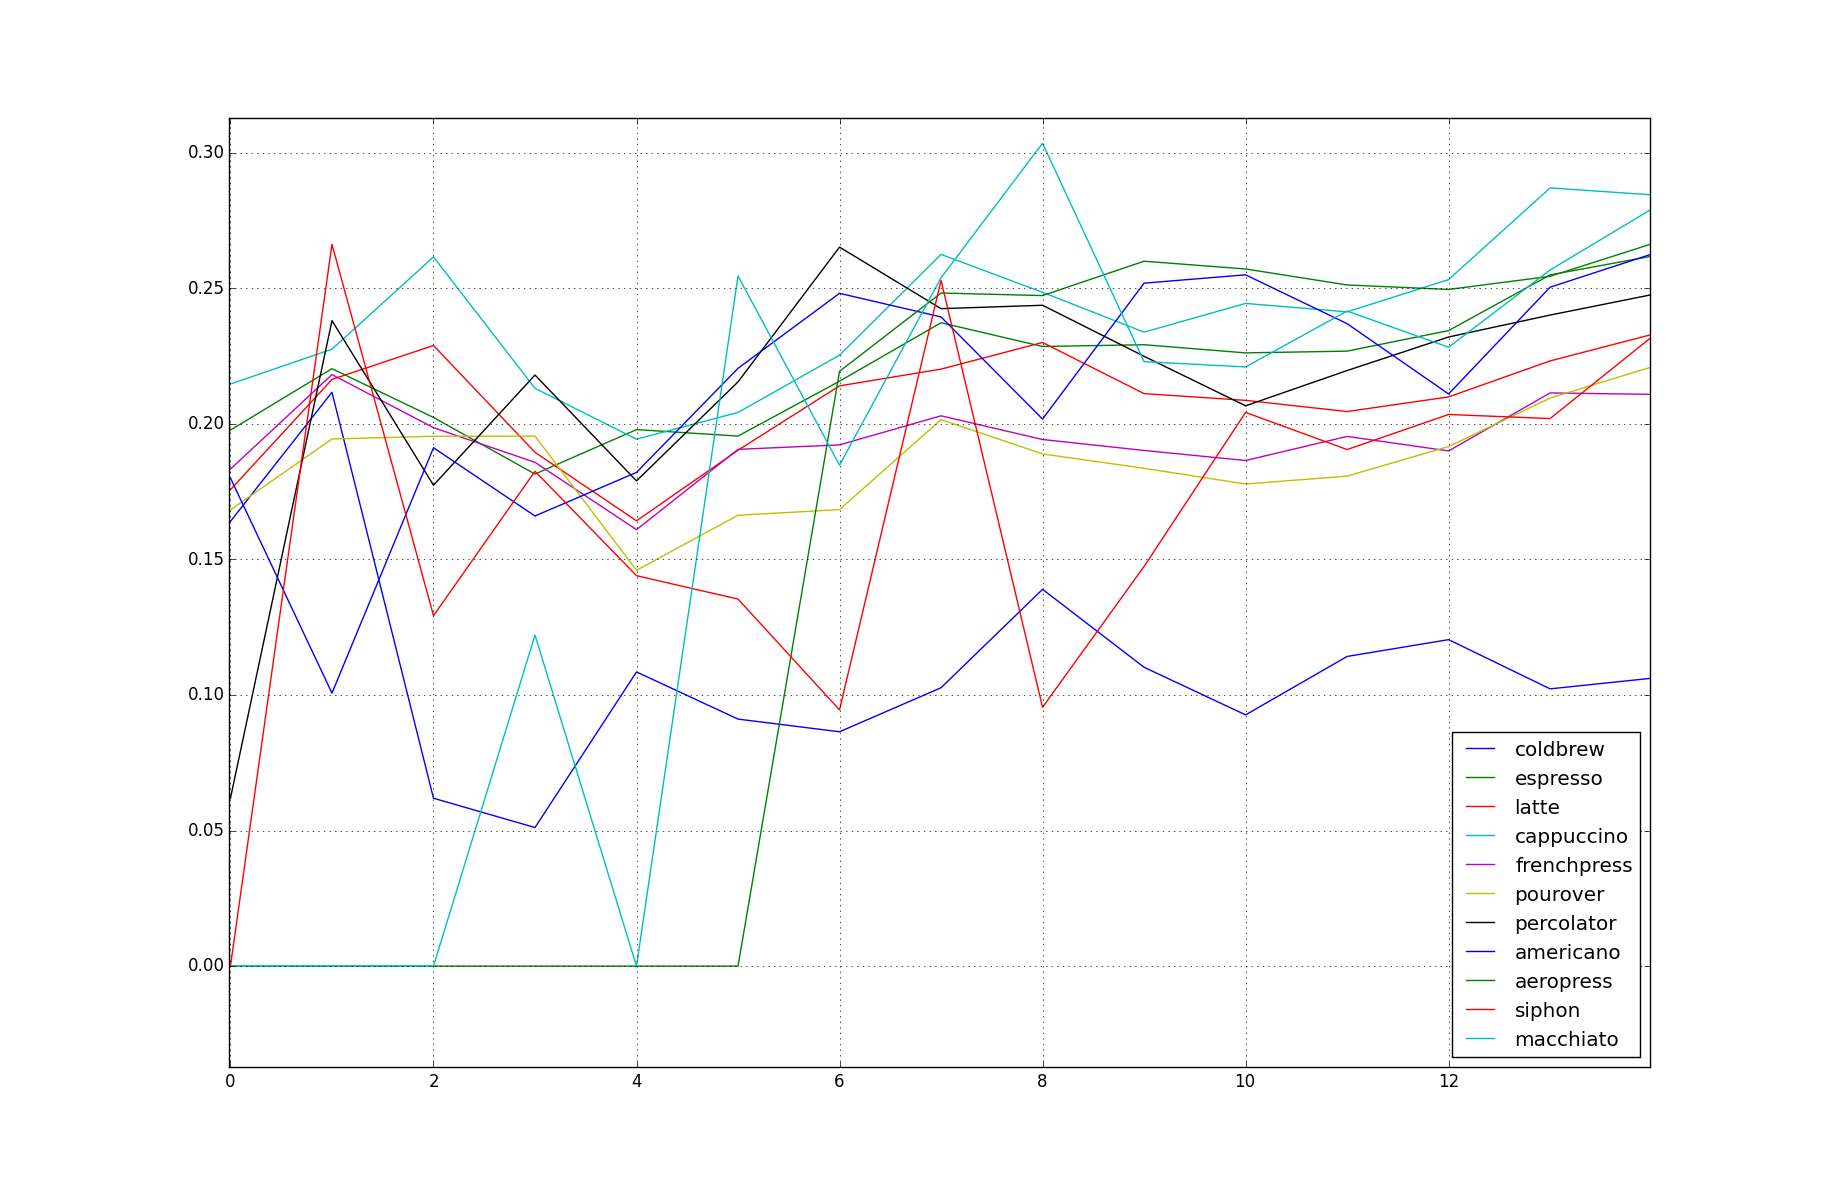 0.30
0.25
0.20
0.15
0.10
0.05
0.00
0 2 4 6 8 10 12
coldbrew
espresso
latte
cappuccino
frenchpress
pourover
percolator
americano
aeropress
siphon
macchiato